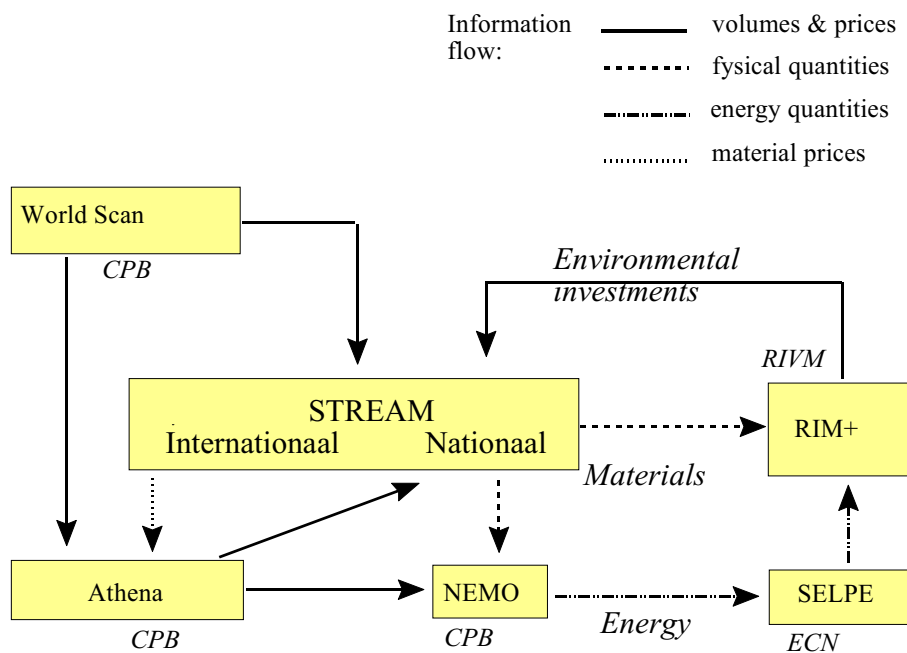 Information flow:
volumes & prices
fysical quantities
energy quantities
material prices
World Scan
CPB
Environmental
investments
RIVM
STREAM
Internationaal Nationaal
RIM+
Materials
Athena
NEMO
SELPE
CPB
CPB
Energy
ECN